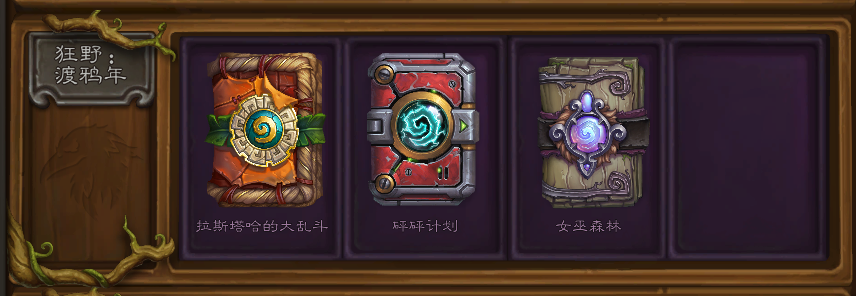 狂野：
渡鸦年
拉斯塔哈的大乱斗
砰砰计划
女巫森林